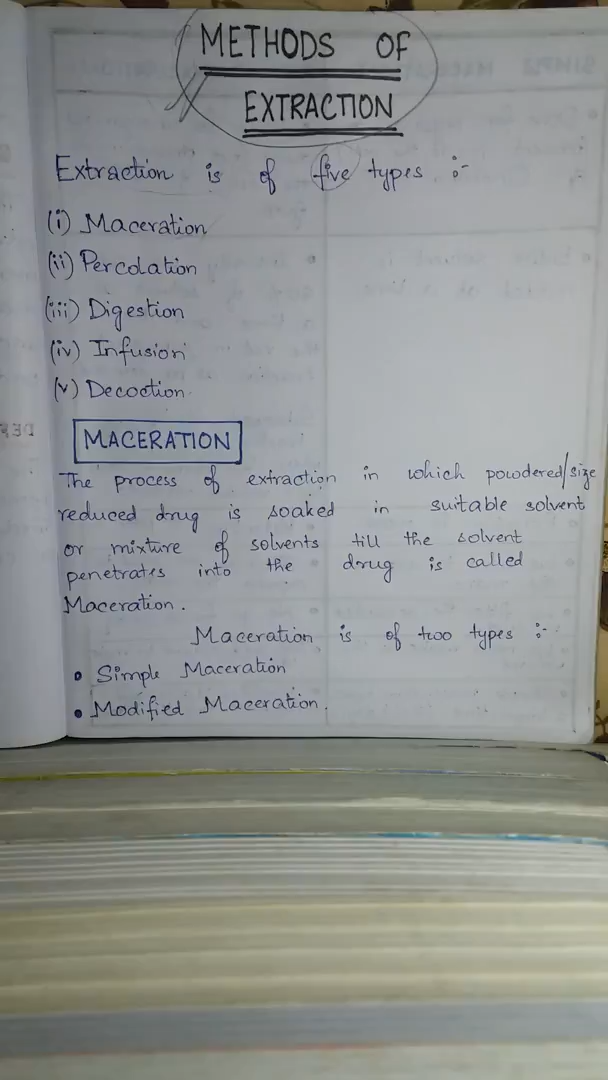 METHODS OF
EXTRACTION
Extraction is of five types :-
(i) Maceration
(ii) Percolation
(iii) Digestion
(iv) Infusion
(v) Decoction.
MACERATION
The process of extraction in which powdered/size
reduced drug is soaked in suitable solvent
or mixture of solvents till the solvent
penetrates into the drug is called
Maceration.
Maceration is of two types :-
• Simple Maceration
• Modified Maceration.